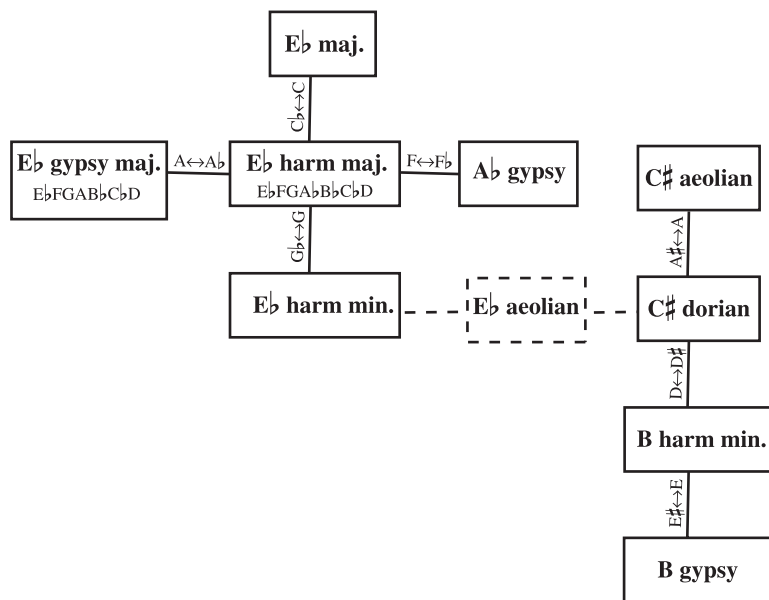 E♭ maj.
C♭↔C
E♭ gypsy maj.
E♭FGAB♭C♭D
A↔A♭
E♭ harm maj.
E♭FGA♭B♭C♭D
F↔F♭
A♭ gypsy
C♯ aeolian
G♭↔G
A♯↔A
E♭ harm min.
E♭ aeolian
C♯ dorian
D↔D♯
B harm min.
E♯↔E
B gypsy